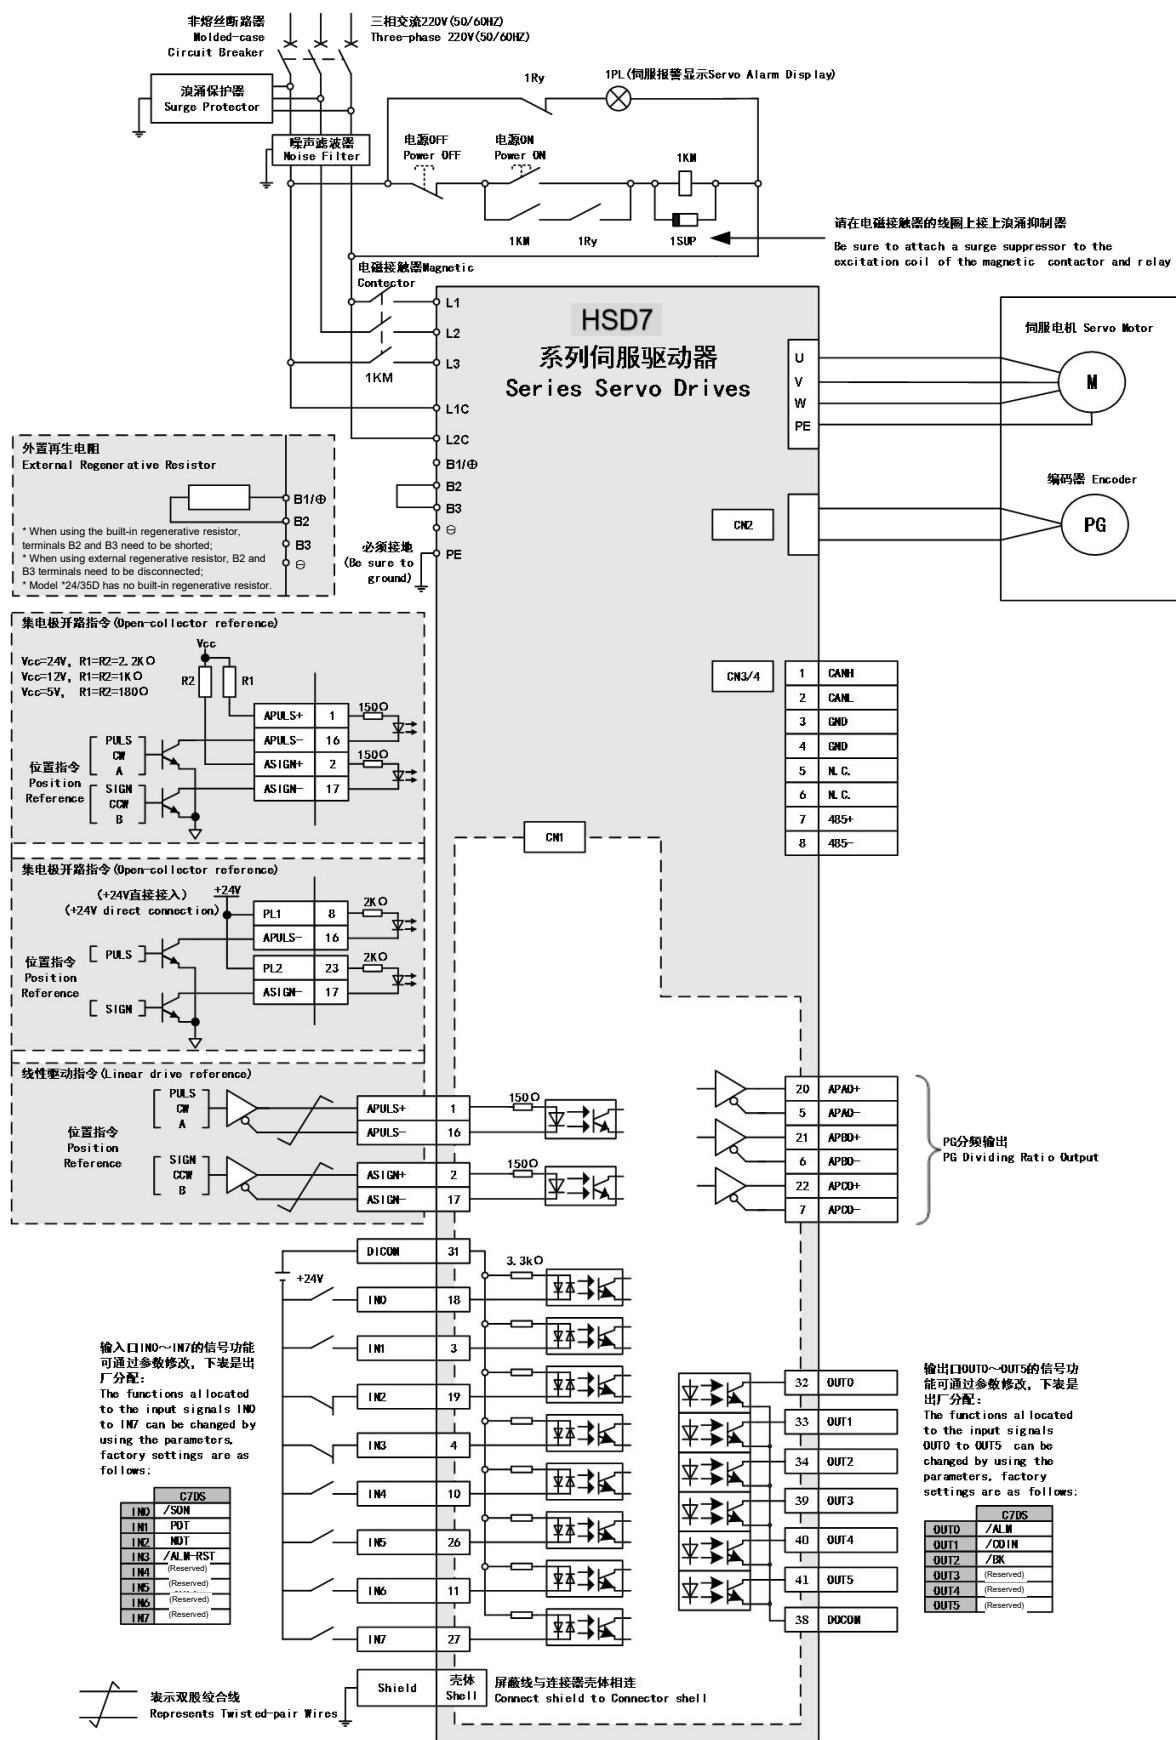 非熔丝断路器
Molded-case
Circuit Breaker
三相交流220V(50/60HZ)
Three-phase 220V(50/60HZ)
浪涌保护器
Surge Protector
噪声滤波器
Noise Filter
1Ry
1PL(伺服报警显示Servo Alarm Display)
电源OFF
Power OFF
电源ON
Power ON
1KM
1KM
1Ry
1SUP
请在电磁接触器的线圈上接上浪涌抑制器
Be sure to attach a surge suppressor to the
excitation coil of the magnetic contactor and relay
电磁接触器Magnetic
Contector
1KM
L1
L2
L3
L1C
L2C
B1/⊕
B2
B3
⊖
PE
必须接地
(Be sure to
ground)
HSD7
系列伺服驱动器
Series Servo Drives
U
V
W
PE
伺服电机 Servo Motor
M
编码器 Encoder
PG
CN2
外置再生电阻
External Regenerative Resistor
B1/⊕
B2
B3
⊖
* When using the built-in regenerative resistor,
terminals B2 and B3 need to be shorted;
* When using external regenerative resistor, B2 and
B3 terminals need to be disconnected;
* Model *24/35D has no built-in regenerative resistor.
CN3/4
1 CANH
2 CANL
3 GND
4 GND
5 N.C.
6 N.C.
7 485+
8 485-
集电极开路指令(Open-collector reference)
Vcc
Vcc=24V, R1=R2=2.2KΩ
Vcc=12V, R1=R2=1KΩ
Vcc=5V, R1=R2=180Ω
R2
R1
APULS+ 1 150Ω
APULS- 16
ASIGN+ 2 150Ω
ASIGN- 17
PULS
CW
A
位置指令
Position
Reference
SIGN
CCW
B
CN1
集电极开路指令(Open-collector reference)
(+24V直接接入)
(+24V direct connection)
+24V
PL1 8 2KΩ
APULS- 16
PL2 23 2KΩ
ASIGN- 17
PULS
位置指令
Position
Reference
SIGN
线性驱动指令(Linear drive reference)
PULS
CW
A
位置指令
Position
Reference
SIGN
CCW
B
APULS+ 1 150Ω
APULS- 16
ASIGN+ 2 150Ω
ASIGN- 17
20 APAO+
5 APAO-
21 APBO+
6 APBO-
22 APCO+
7 APCO-
PG分频输出
PG Dividing Ratio Output
DICOM 31
+24V
3.3kΩ
IN0 18
IN1 3
IN2 19
IN3 4
IN4 10
IN5 26
IN6 11
IN7 27
输入口IN0～IN7的信号功能
可通过参数修改, 下表是出
厂分配:
The functions allocated
to the input signals IN0
to IN7 can be changed by
using the parameters,
factory settings are as
follows:
C7DS
IN0 /SON
IN1 POT
IN2 NOT
IN3 /ALM-RST
IN4 (Reserved)
IN5 (Reserved)
IN6 (Reserved)
IN7 (Reserved)
32 OUT0
33 OUT1
34 OUT2
39 OUT3
40 OUT4
41 OUT5
38 DOCOM
输出口OUT0～OUT5的信号功
能可通过参数修改, 下表是
出厂分配:
The functions allocated
to the input signals
OUT0 to OUT5 can be
changed by using the
parameters, factory
settings are as follows:
C7DS
OUT0 /ALM
OUT1 /COIN
OUT2 /BK
OUT3 (Reserved)
OUT4 (Reserved)
OUT5 (Reserved)
Shield
壳体
Shell
屏蔽线与连接器壳体相连
Connect shield to Connector shell
表示双股绞合线
Represents Twisted-pair Wires